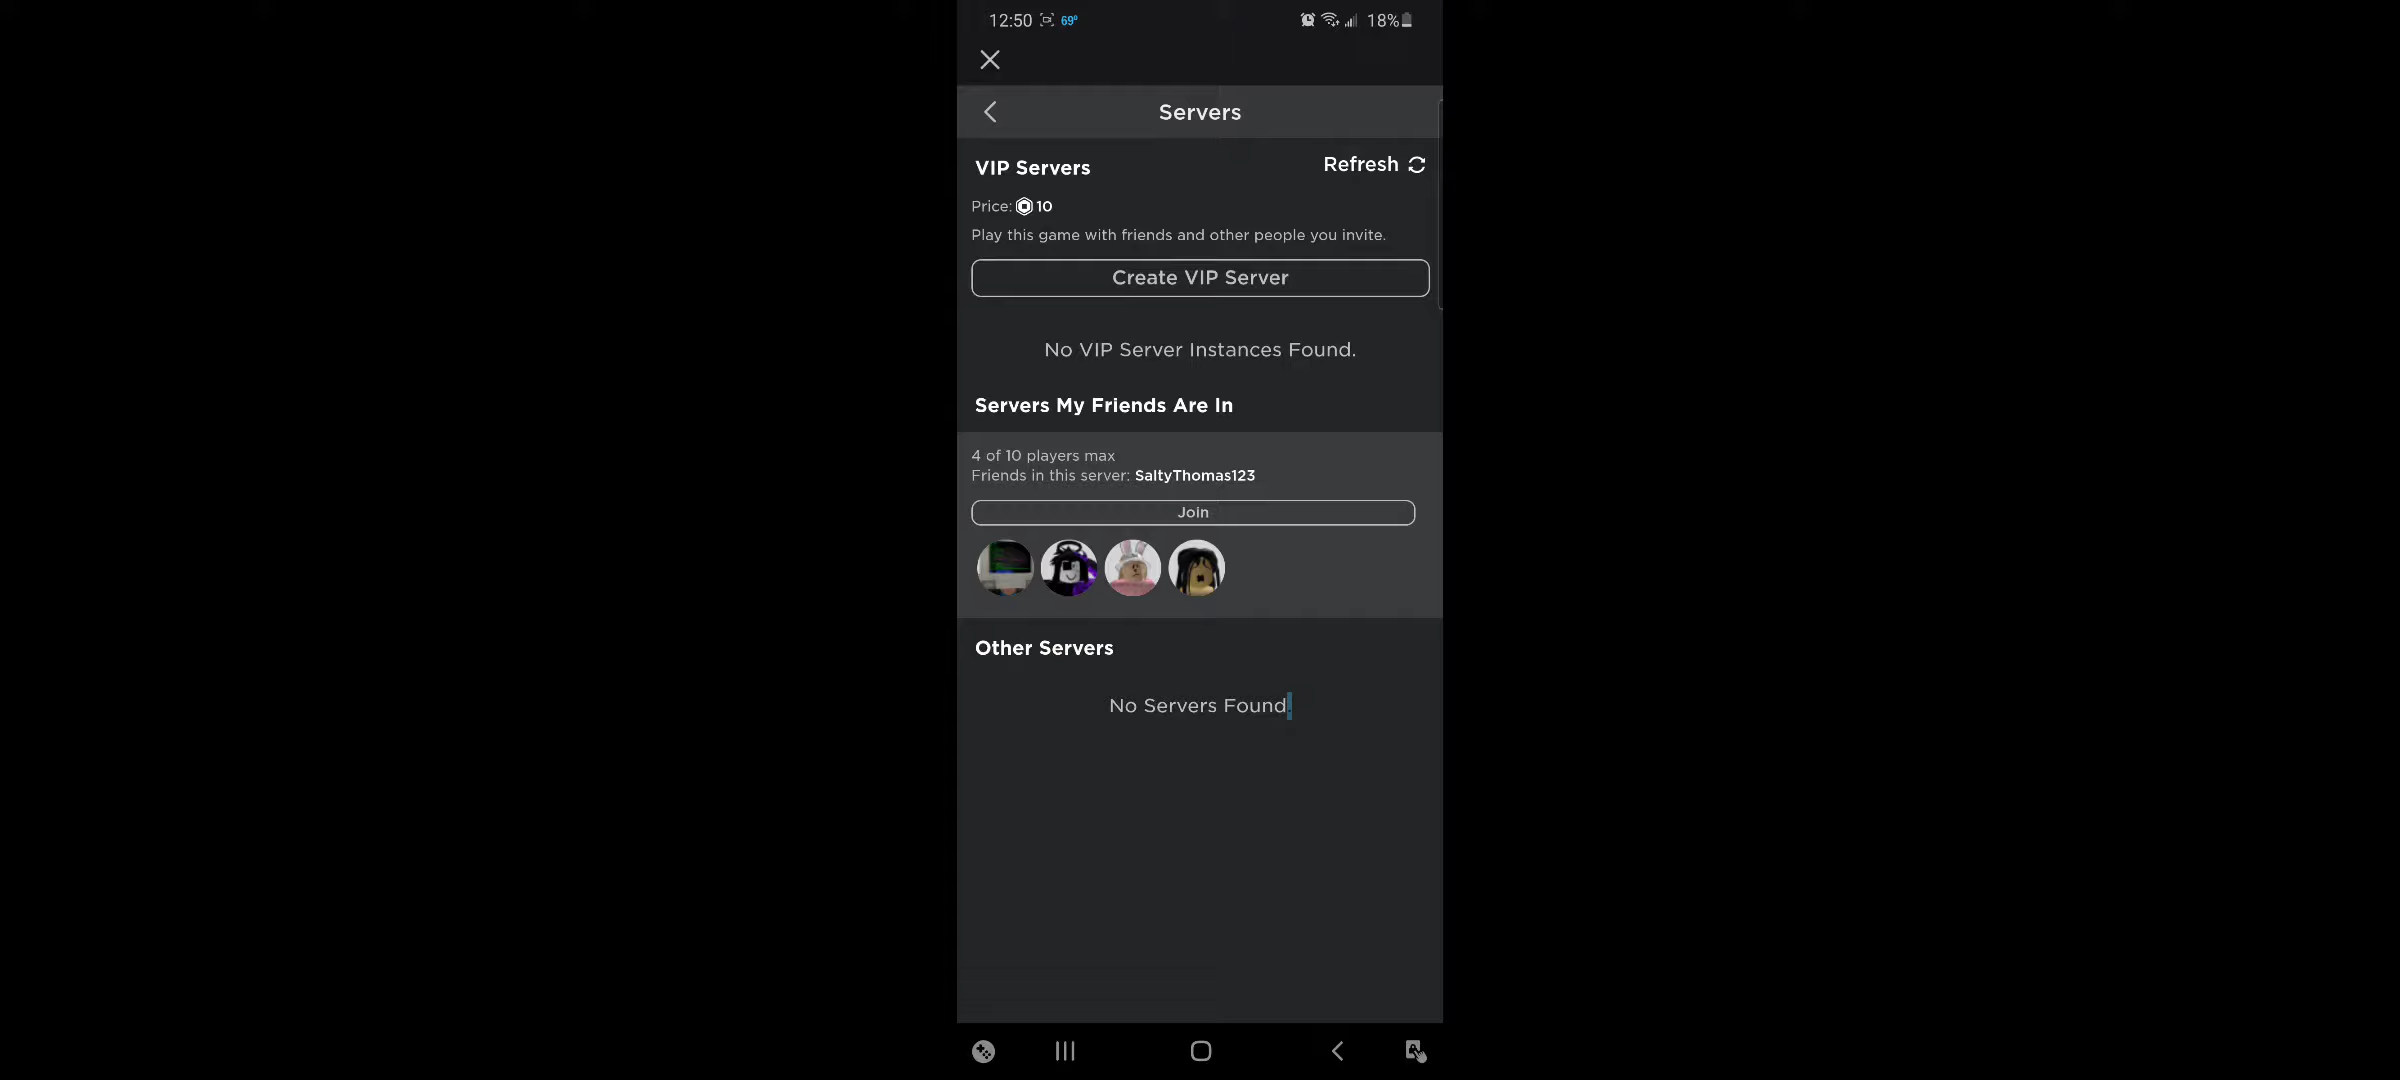 12:50 69° 18%
Servers
VIP Servers Refresh
Price: 10
Play this game with friends and other people you invite.
Create VIP Server
No VIP Server Instances Found.
Servers My Friends Are In
4 of 10 players max
Friends in this server: SaltyThomas123
Join
Other Servers
No Servers Found.